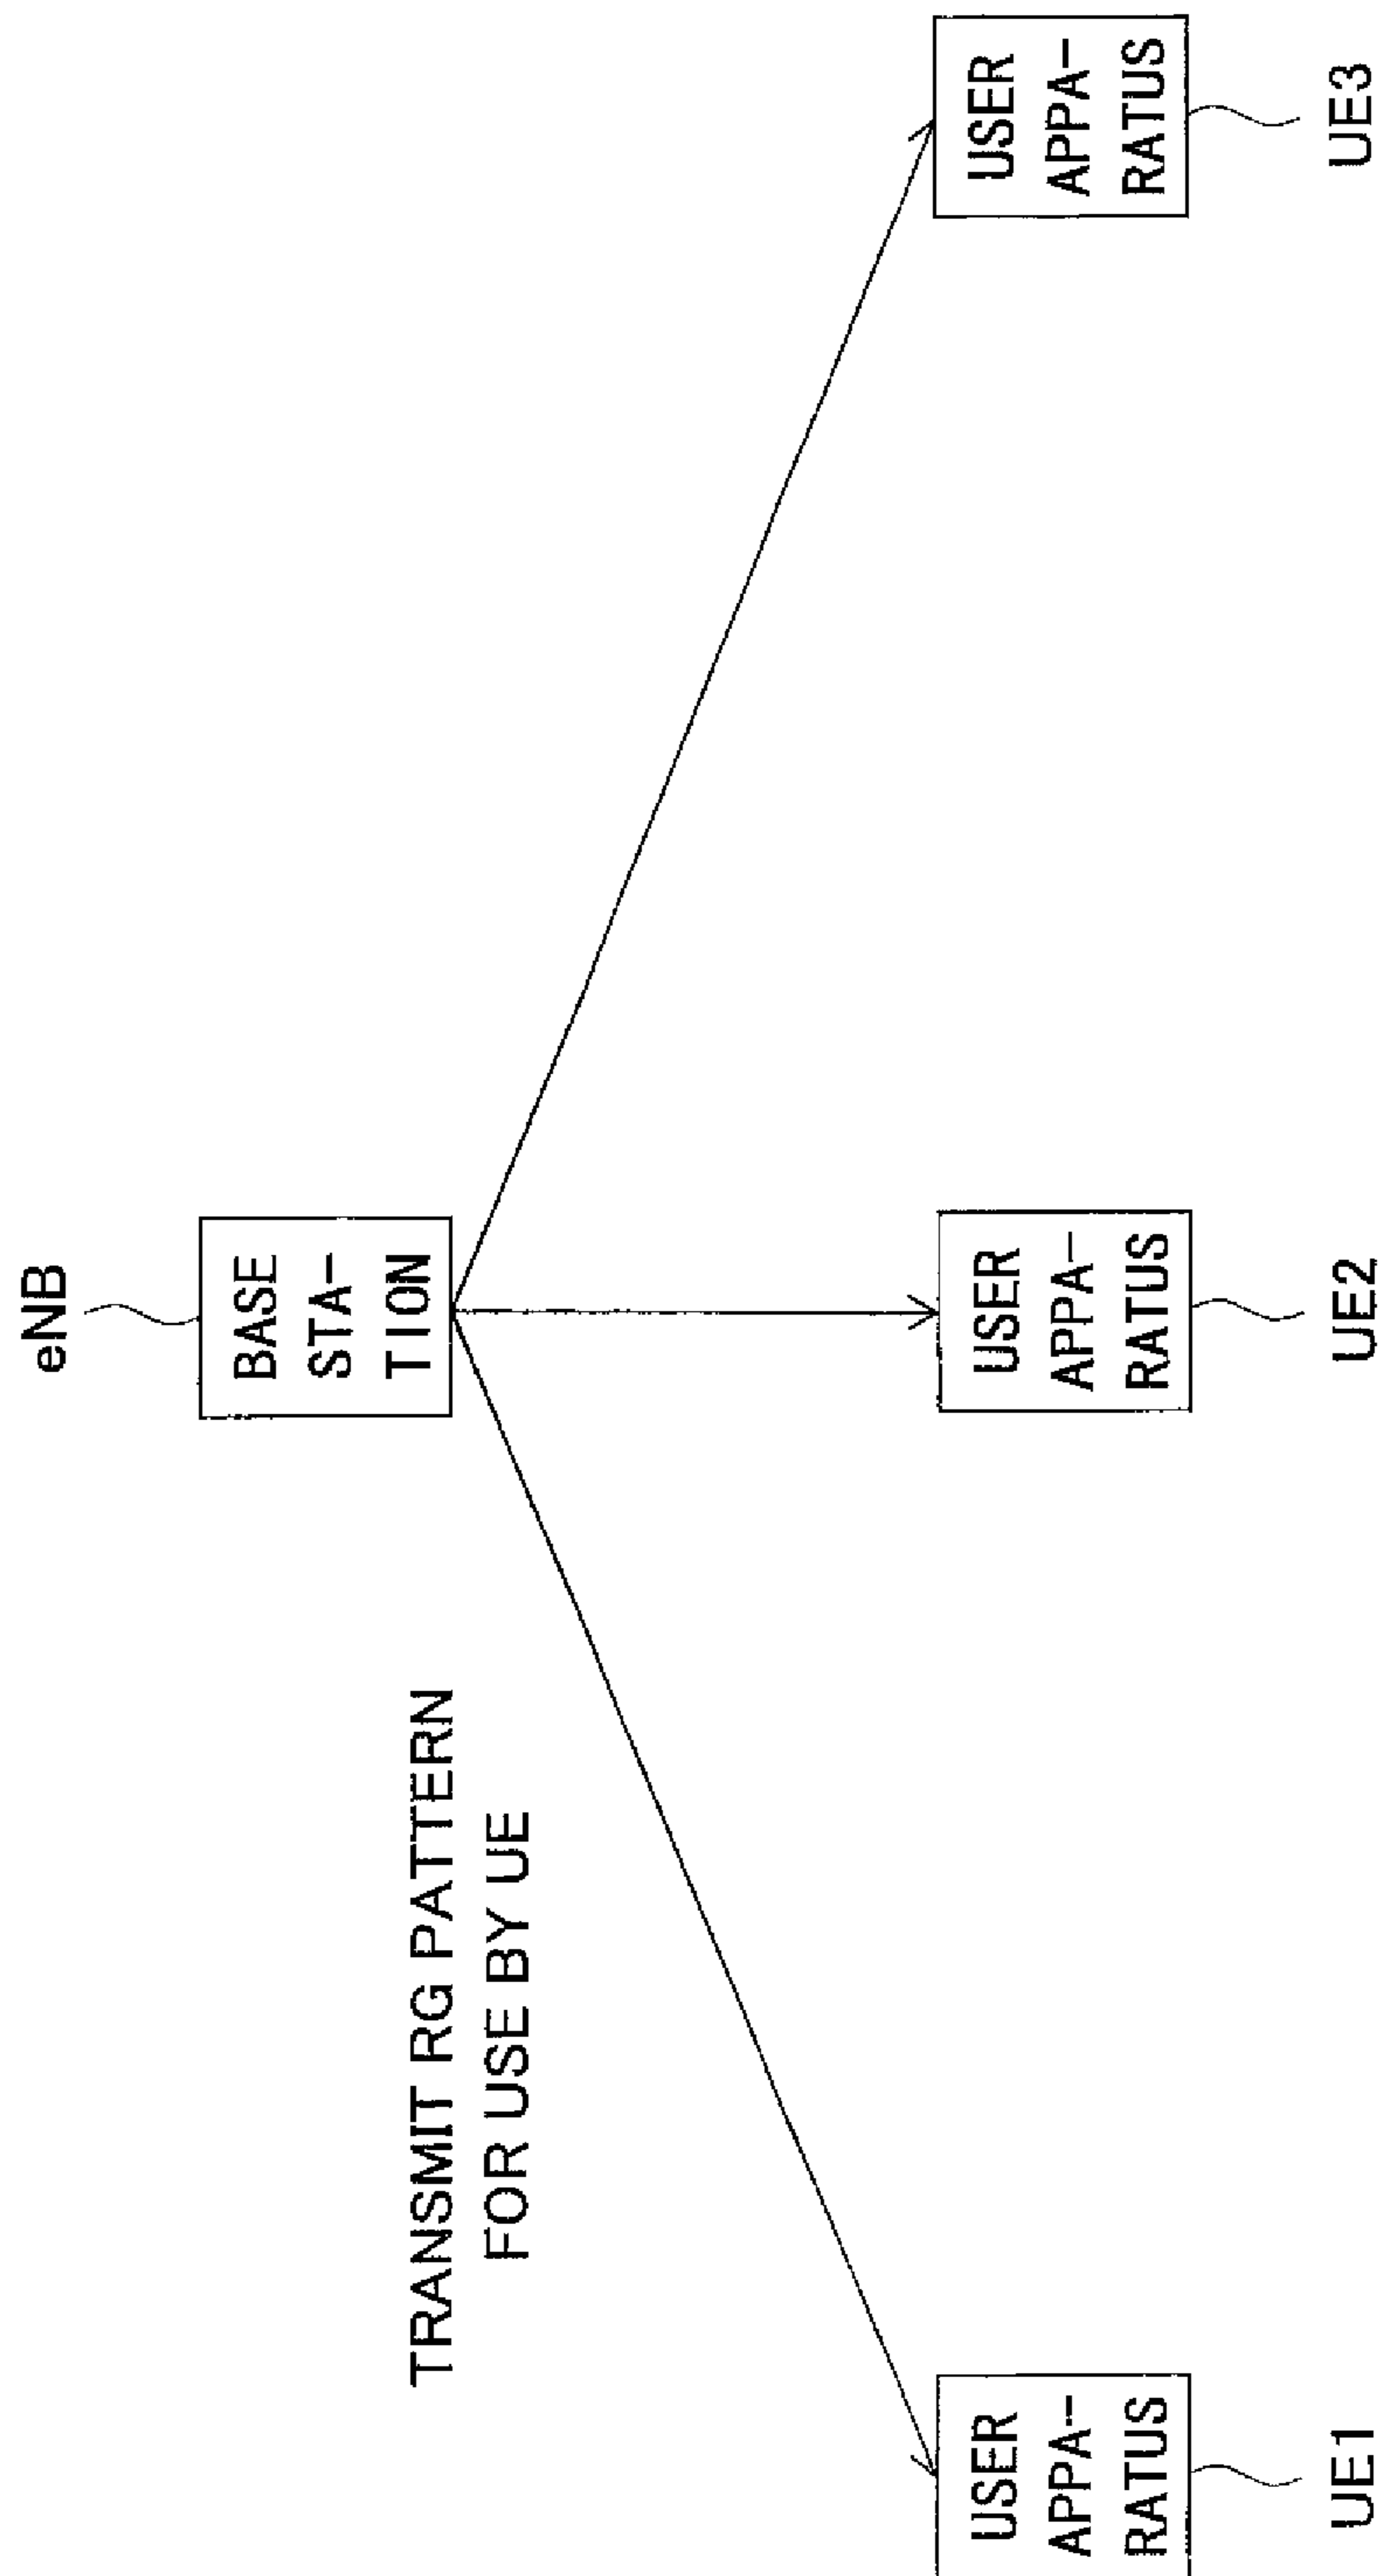 eNB
BASE
STA-
TION
TRANSMIT RG PATTERN
FOR USE BY UE
USER
APPA-
RATUS
UE1
USER
APPA-
RATUS
UE2
USER
APPA-
RATUS
UE3